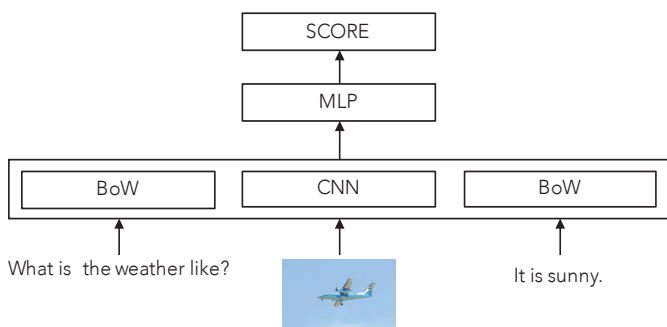 SCORE
MLP
BoW
CNN
BoW
What is the weather like?
It is sunny.